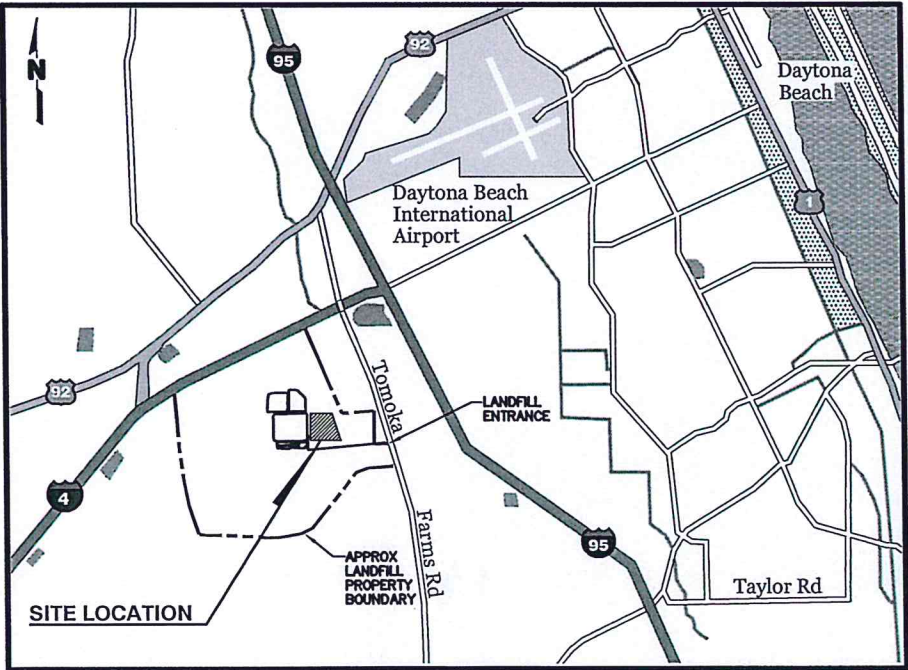 N
95
92
Daytona
Beach
1
Daytona Beach
International
Airport
92
Tomoka
LANDFILL
ENTRANCE
4
Farms Rd
95
APPROX
LANDFILL
PROPERTY
BOUNDARY
Taylor Rd
SITE LOCATION